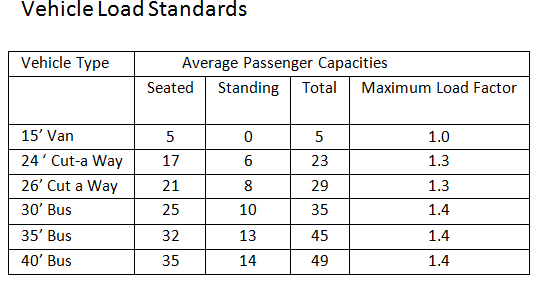 Vehicle Load Standards
Vehicle Type Average Passenger Capacities
Seated Standing Total Maximum Load Factor
15’ Van 5 0 5 1.0
24 ‘ Cut-a Way 17 6 23 1.3
26’ Cut a Way 21 8 29 1.3
30’ Bus 25 10 35 1.4
35’ Bus 32 13 45 1.4
40’ Bus 35 14 49 1.4